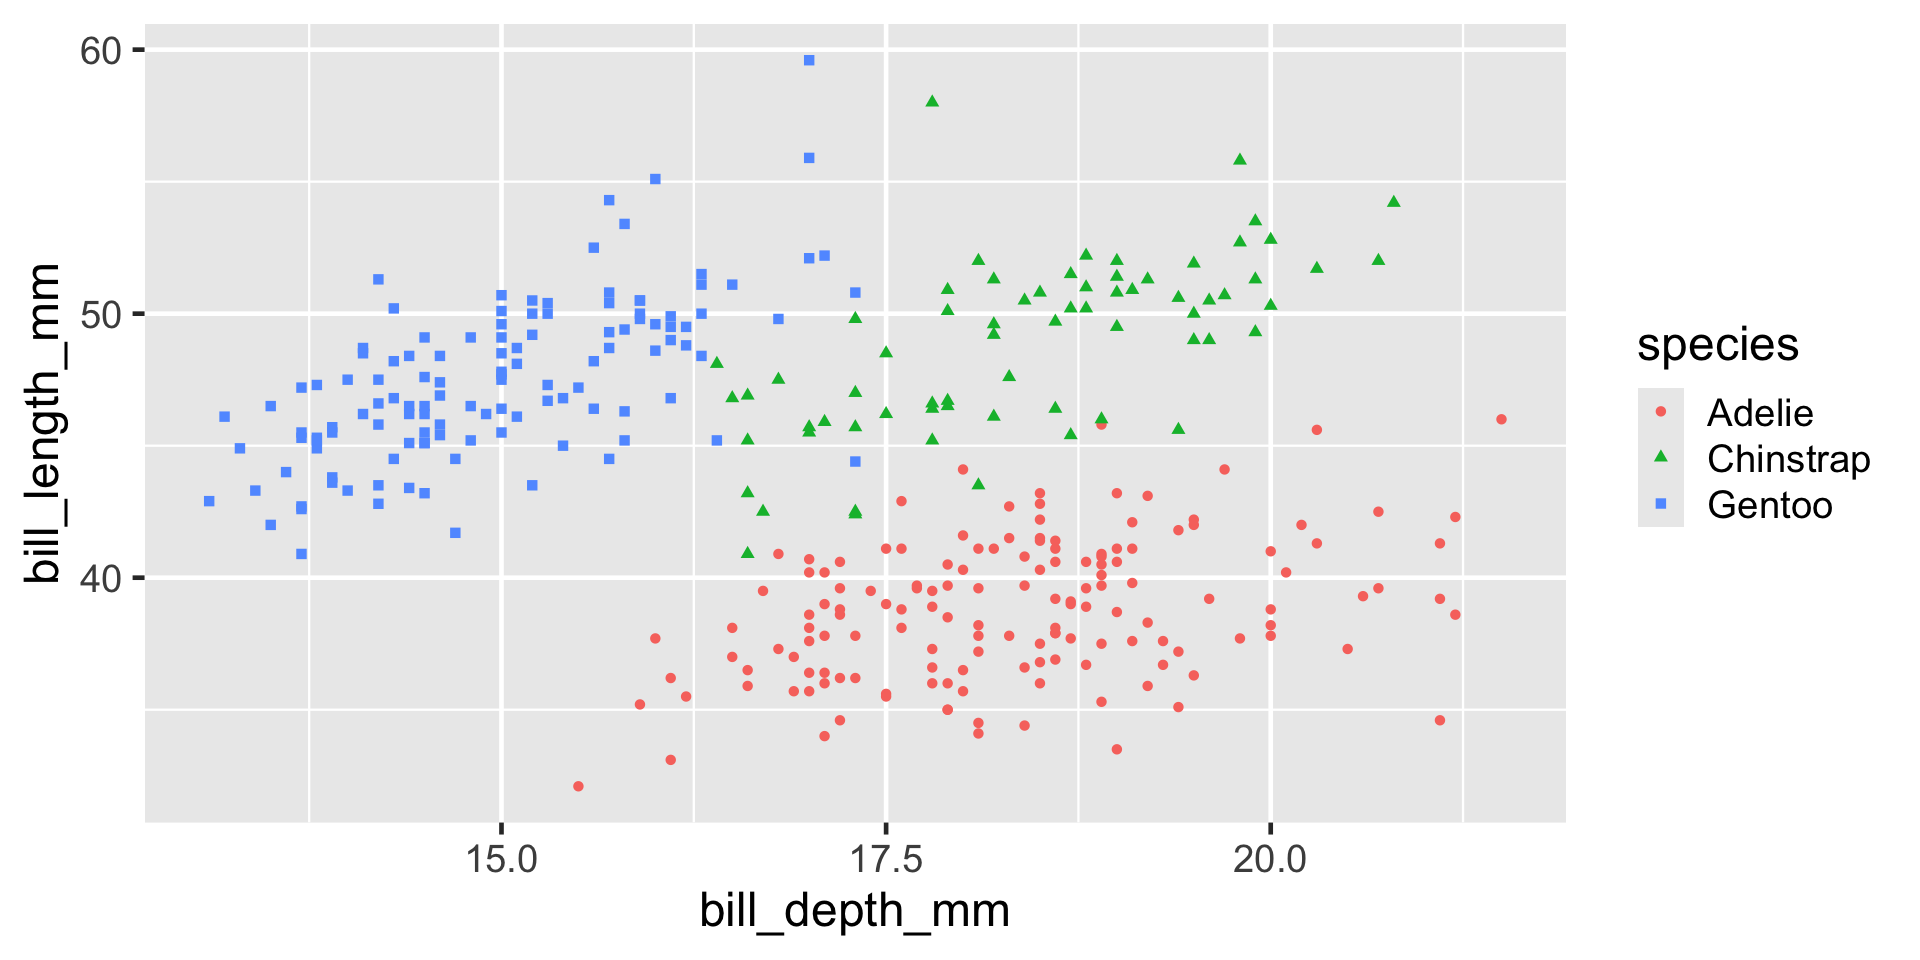 60
50
40
bill_length_mm
15.0 17.5 20.0
bill_depth_mm
species
Adelie
Chinstrap
Gentoo